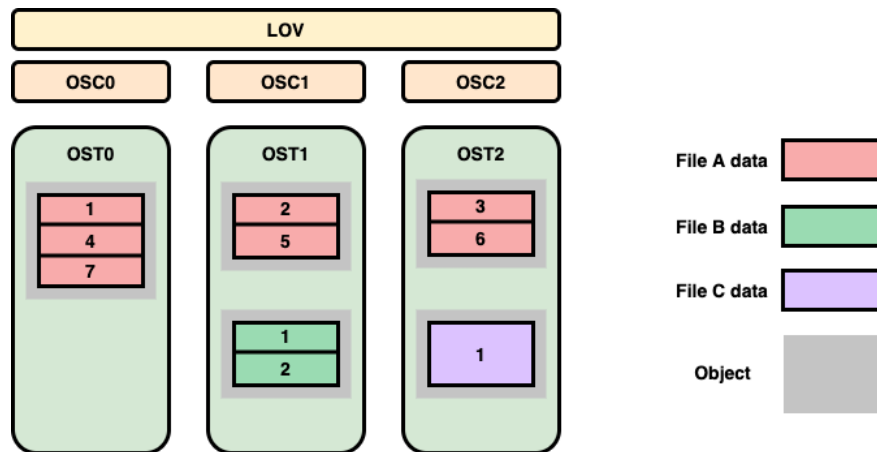 LOV
OSC0
OSC1
OSC2
OST0
1
4
7
OST1
2
5
1
2
OST2
3
6
1
File A data
File B data
File C data
Object